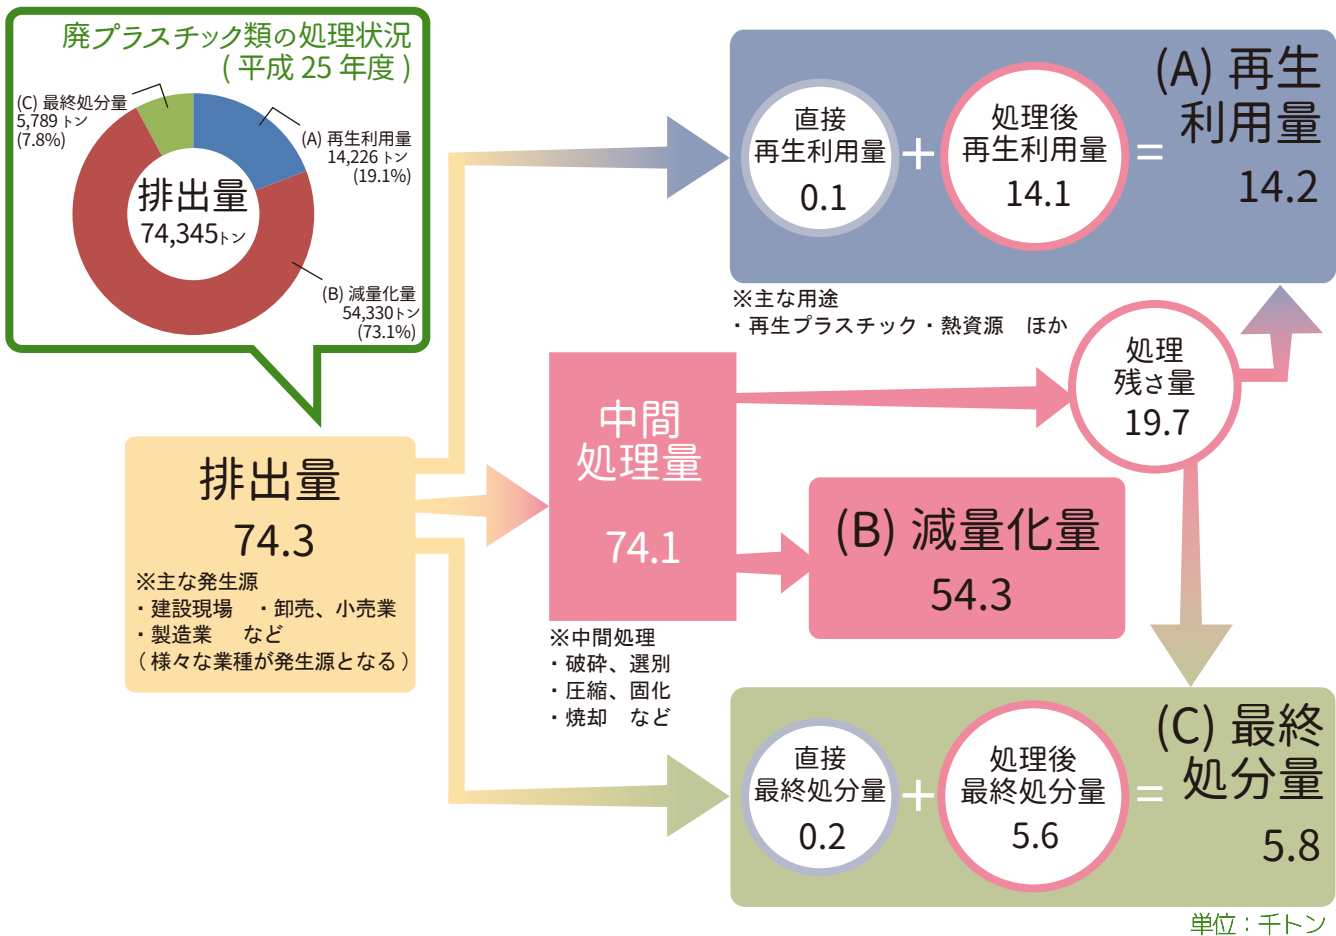 廃プラスチック類の処理状況
(平成 25 年度)
(C) 最終処分量
5,789 トン
(7.8%)
(A) 再生利用量
14,226 トン
(19.1%)
排出量
74,345トン
(B) 減量化量
54,330トン
(73.1%)
排出量
74.3
※主な発生源
・建設現場　・卸売、小売業
・製造業　など
(様々な業種が発生源となる)
中間
処理量
74.1
※中間処理
・破砕、選別
・圧縮、固化
・焼却　など
直接
再生利用量
0.1
+
処理後
再生利用量
14.1
=
(A) 再生
利用量
14.2
※主な用途
・再生プラスチック・熱資源　ほか
処理
残さ量
19.7
(B) 減量化量
54.3
直接
最終処分量
0.2
+
処理後
最終処分量
5.6
=
(C) 最終
処分量
5.8
単位：千トン